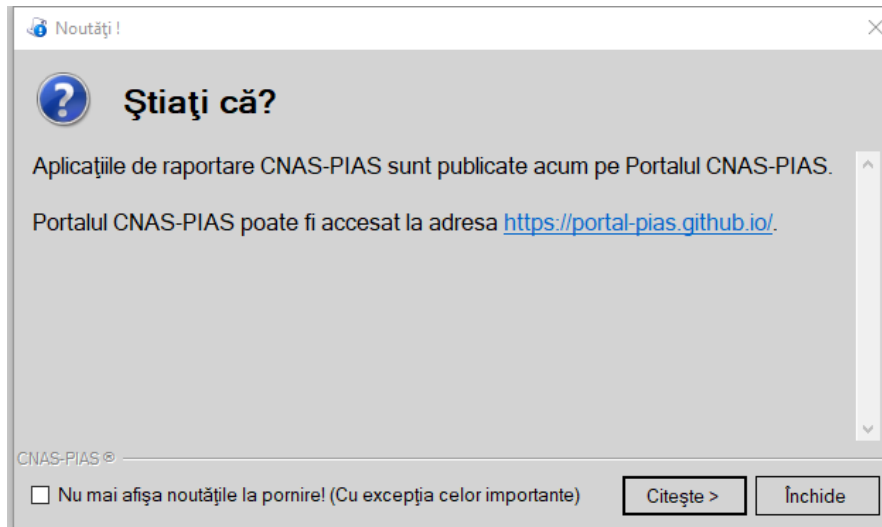 Noutăţi !
Ştiaţi că?
Aplicaţiile de raportare CNAS-PIAS sunt publicate acum pe Portalul CNAS-PIAS.
Portalul CNAS-PIAS poate fi accesat la adresa https://portal-pias.github.io/.
CNAS-PIAS ®
Nu mai afişa noutăţile la pornire! (Cu excepţia celor importante)
Citeşte >
Închide